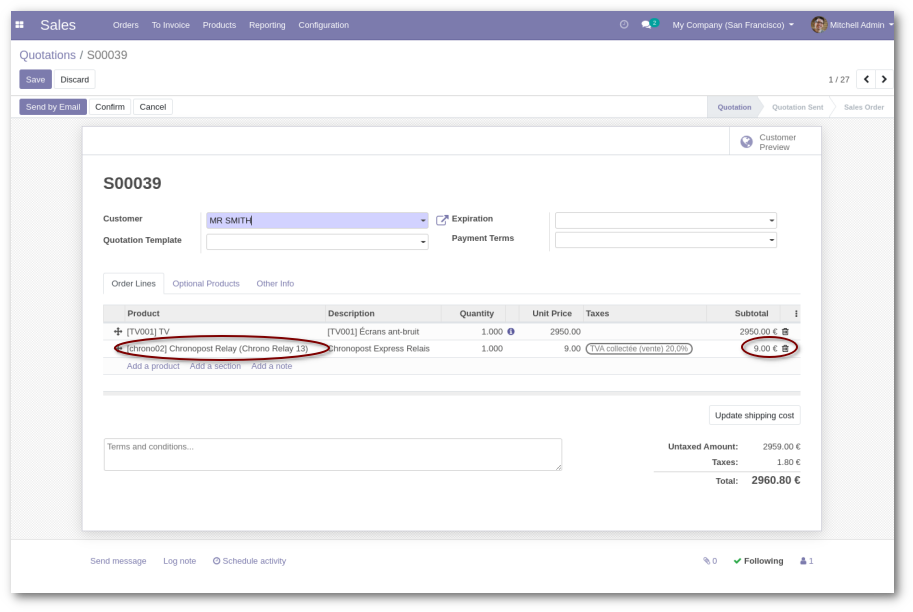 Sales Orders To Invoice Products Reporting Configuration 2 My Company (San Francisco) Mitchell Admin
Quotations / S00039
Save Discard 1 / 27
Send by Email Confirm Cancel Quotation Quotation Sent Sales Order
Customer
Preview
S00039
Customer MR SMITH Expiration
Quotation Template Payment Terms
Order Lines Optional Products Other Info
Product Description Quantity Unit Price Taxes Subtotal
[TV001] TV [TV001] Écrans ant-bruit 1.000 2950.00 2950.00 €
[chrono02] Chronopost Relay (Chrono Relay 13) Chronopost Express Relais 1.000 9.00 TVA collectée (vente) 20,0% 9.00 €
Add a product Add a section Add a note
Update shipping cost
Terms and conditions... Untaxed Amount: 2959.00 €
Taxes: 1.80 €
Total: 2960.80 €
Send message Log note Schedule activity 0 Following 1